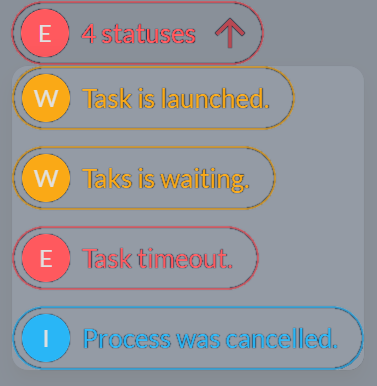 E 4 statuses ↑
W Task is launched.
W Taks is waiting.
E Task timeout.
I Process was cancelled.